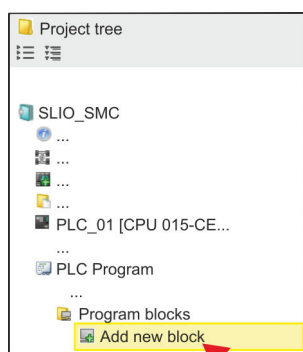 Project tree
SLIO_SMC
...
...
...
...
PLC_01 [CPU 015-CE...
...
PLC Program
...
Program blocks
Add new block